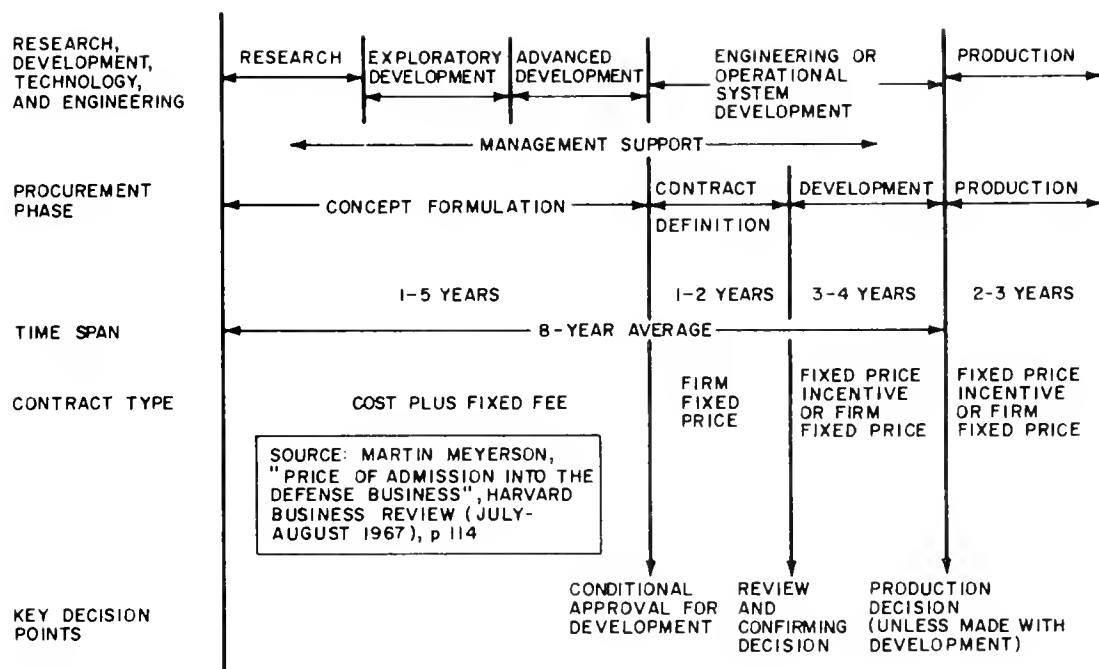 RESEARCH,
DEVELOPMENT,
TECHNOLOGY,
AND ENGINEERING
RESEARCH
EXPLORATORY
DEVELOPMENT
ADVANCED
DEVELOPMENT
ENGINEERING OR
OPERATIONAL
SYSTEM
DEVELOPMENT
PRODUCTION
MANAGEMENT SUPPORT
PROCUREMENT
PHASE
CONCEPT FORMULATION
CONTRACT
DEFINITION
DEVELOPMENT
PRODUCTION
1-5 YEARS
1-2 YEARS
3-4 YEARS
2-3 YEARS
TIME SPAN
8-YEAR AVERAGE
CONTRACT TYPE
COST PLUS FIXED FEE
FIRM
FIXED
PRICE
FIXED PRICE
INCENTIVE
OR FIRM
FIXED PRICE
FIXED PRICE
INCENTIVE
OR FIRM
FIXED PRICE
SOURCE: MARTIN MEYERSON,
"PRICE OF ADMISSION INTO THE
DEFENSE BUSINESS", HARVARD
BUSINESS REVIEW (JULY-
AUGUST 1967), p 114
KEY DECISION
POINTS
CONDITIONAL
APPROVAL FOR
DEVELOPMENT
REVIEW
AND
CONFIRMING
DECISION
PRODUCTION
DECISION
(UNLESS MADE WITH
DEVELOPMENT)